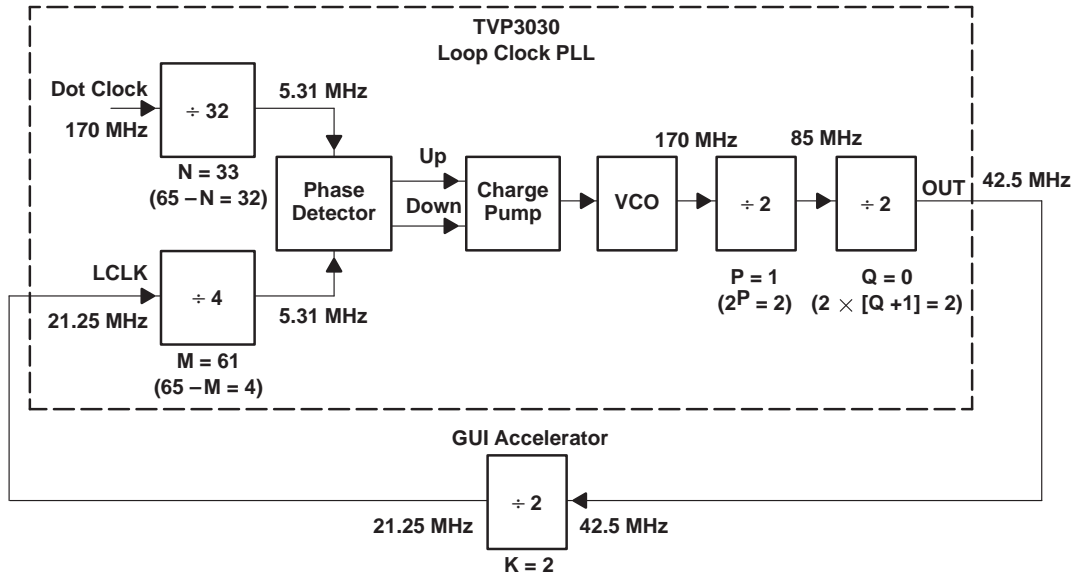 TVP3030
Loop Clock PLL
Dot Clock
170 MHz
÷ 32
5.31 MHz
N = 33
(65 – N = 32)
Phase
Detector
Up
Down
Charge
Pump
VCO
170 MHz
÷ 2
85 MHz
÷ 2
OUT
42.5 MHz
P = 1
(2^P = 2)
Q = 0
(2 × [Q +1] = 2)
LCLK
21.25 MHz
÷ 4
5.31 MHz
M = 61
(65 – M = 4)
GUI Accelerator
÷ 2
21.25 MHz
42.5 MHz
K = 2